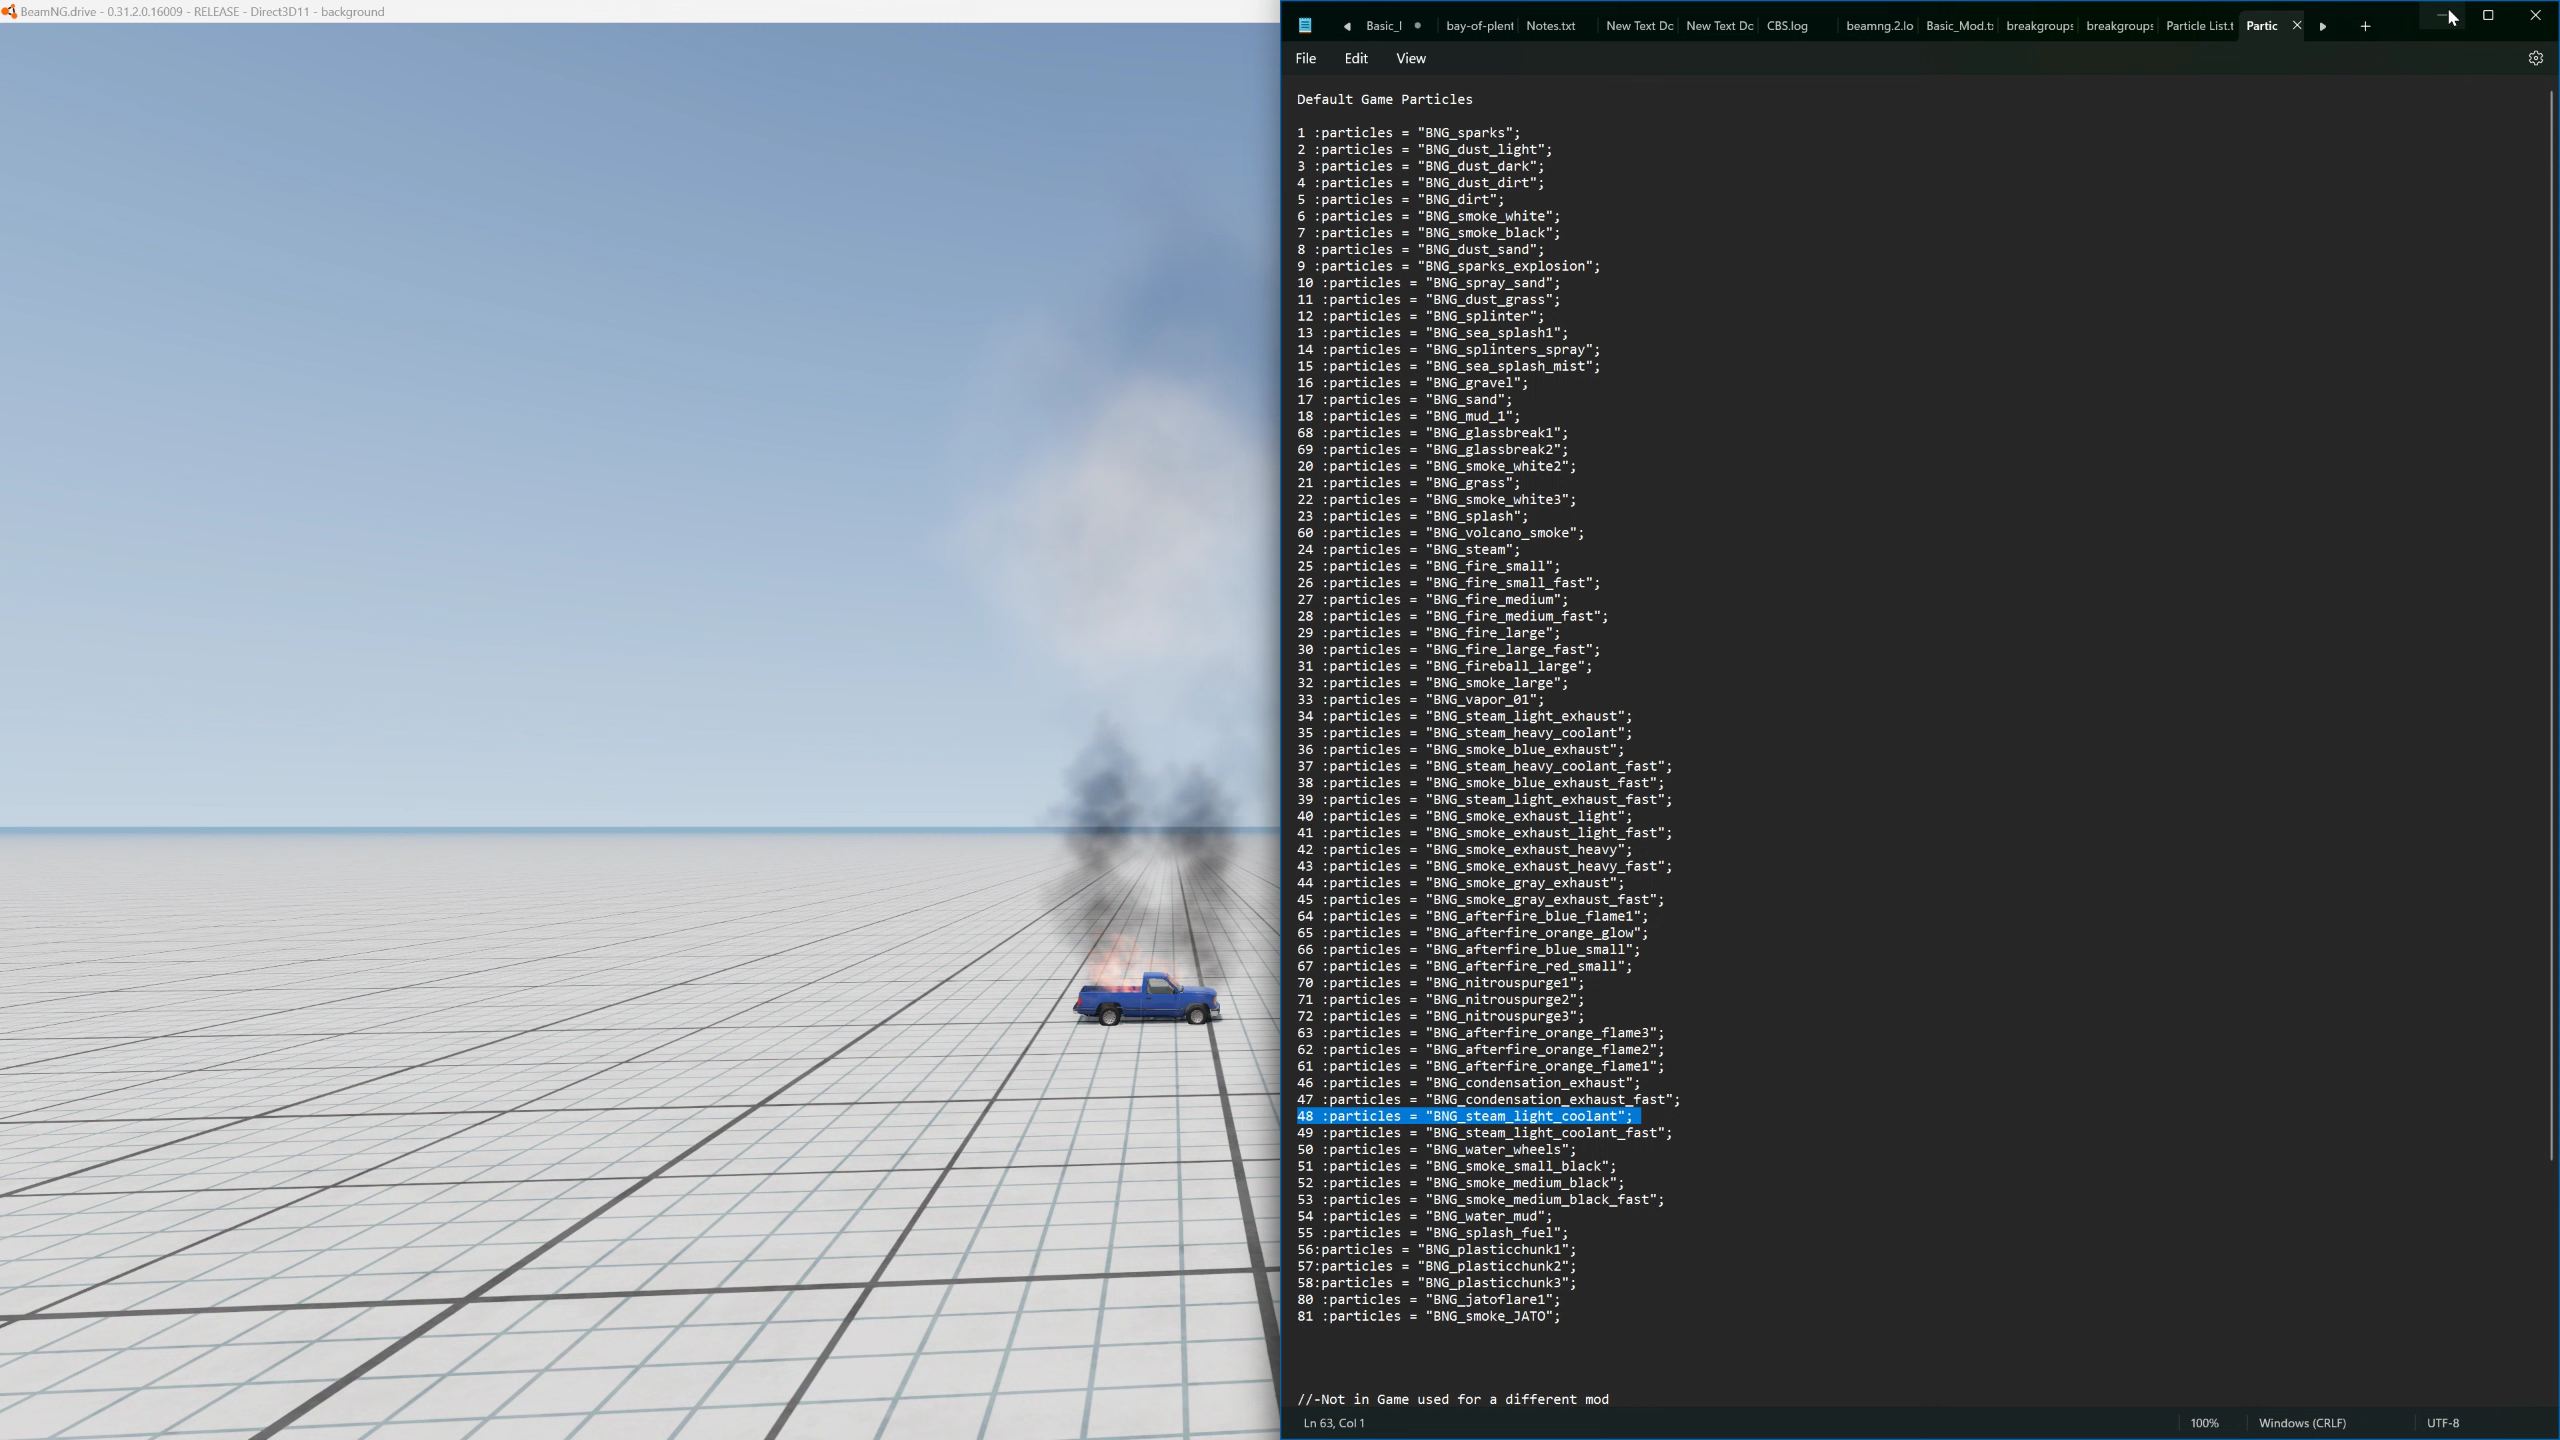 BeamNG.drive - 0.31.2.0.16009 - RELEASE - Direct3D11 - background
Basic_I
bay-of-plent
Notes.txt
New Text Dc
New Text Dc
CBS.log
beamng.2.lo
Basic_Mod.t
breakgroups
breakgroups
Particle List.t
Partic
File Edit View
Default Game Particles
1 :particles = "BNG_sparks";
2 :particles = "BNG_dust_light";
3 :particles = "BNG_dust_dark";
4 :particles = "BNG_dust_dirt";
5 :particles = "BNG_dirt";
6 :particles = "BNG_smoke_white";
7 :particles = "BNG_smoke_black";
8 :particles = "BNG_dust_sand";
9 :particles = "BNG_sparks_explosion";
10 :particles = "BNG_spray_sand";
11 :particles = "BNG_dust_grass";
12 :particles = "BNG_splinter";
13 :particles = "BNG_sea_splash1";
14 :particles = "BNG_splinters_spray";
15 :particles = "BNG_sea_splash_mist";
16 :particles = "BNG_gravel";
17 :particles = "BNG_sand";
18 :particles = "BNG_mud_1";
68 :particles = "BNG_glassbreak1";
69 :particles = "BNG_glassbreak2";
20 :particles = "BNG_smoke_white2";
21 :particles = "BNG_grass";
22 :particles = "BNG_smoke_white3";
23 :particles = "BNG_splash";
60 :particles = "BNG_volcano_smoke";
24 :particles = "BNG_steam";
25 :particles = "BNG_fire_small";
26 :particles = "BNG_fire_small_fast";
27 :particles = "BNG_fire_medium";
28 :particles = "BNG_fire_medium_fast";
29 :particles = "BNG_fire_large";
30 :particles = "BNG_fire_large_fast";
31 :particles = "BNG_fireball_large";
32 :particles = "BNG_smoke_large";
33 :particles = "BNG_vapor_01";
34 :particles = "BNG_steam_light_exhaust";
35 :particles = "BNG_steam_heavy_coolant";
36 :particles = "BNG_smoke_blue_exhaust";
37 :particles = "BNG_steam_heavy_coolant_fast";
38 :particles = "BNG_smoke_blue_exhaust_fast";
39 :particles = "BNG_steam_light_exhaust_fast";
40 :particles = "BNG_smoke_exhaust_light";
41 :particles = "BNG_smoke_exhaust_light_fast";
42 :particles = "BNG_smoke_exhaust_heavy";
43 :particles = "BNG_smoke_exhaust_heavy_fast";
44 :particles = "BNG_smoke_gray_exhaust";
45 :particles = "BNG_smoke_gray_exhaust_fast";
64 :particles = "BNG_afterfire_blue_flame1";
65 :particles = "BNG_afterfire_orange_glow";
66 :particles = "BNG_afterfire_blue_small";
67 :particles = "BNG_afterfire_red_small";
70 :particles = "BNG_nitrouspurge1";
71 :particles = "BNG_nitrouspurge2";
72 :particles = "BNG_nitrouspurge3";
63 :particles = "BNG_afterfire_orange_flame3";
62 :particles = "BNG_afterfire_orange_flame2";
61 :particles = "BNG_afterfire_orange_flame1";
46 :particles = "BNG_condensation_exhaust";
47 :particles = "BNG_condensation_exhaust_fast";
48 :particles = "BNG_steam_light_coolant";
49 :particles = "BNG_steam_light_coolant_fast";
50 :particles = "BNG_water_wheels";
51 :particles = "BNG_smoke_small_black";
52 :particles = "BNG_smoke_medium_black";
53 :particles = "BNG_smoke_medium_black_fast";
54 :particles = "BNG_water_mud";
55 :particles = "BNG_splash_fuel";
56:particles = "BNG_plasticchunk1";
57:particles = "BNG_plasticchunk2";
58:particles = "BNG_plasticchunk3";
80 :particles = "BNG_jatoflare1";
81 :particles = "BNG_smoke_JATO";
//-Not in Game used for a different mod
Ln 63, Col 1
100%
Windows (CRLF)
UTF-8